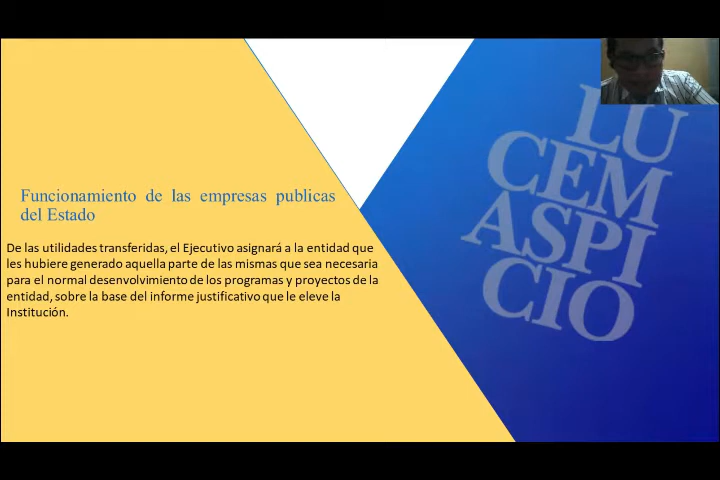 LU
CEM
ASPI
CIO
Funcionamiento de las empresas publicas
del Estado
De las utilidades transferidas, el Ejecutivo asignará a la entidad que
les hubiere generado aquella parte de las mismas que sea necesaria
para el normal desenvolvimiento de los programas y proyectos de la
entidad, sobre la base del informe justificativo que le eleve la
Institución.